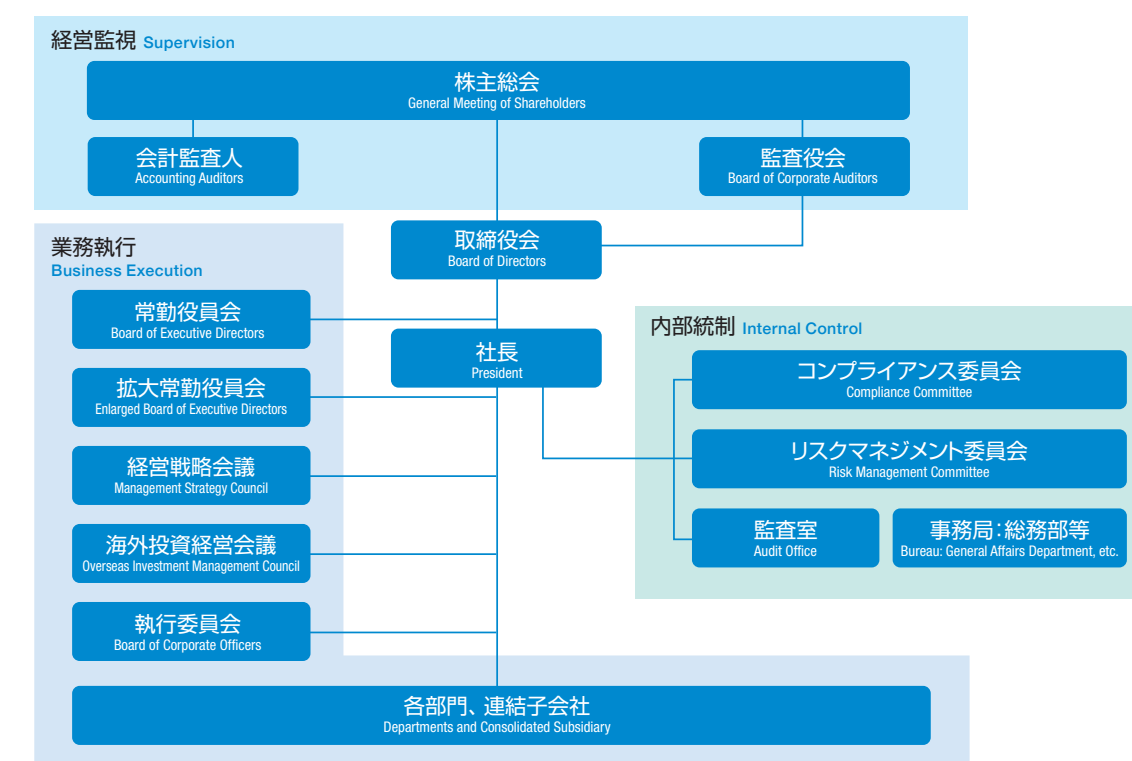 経営監視 Supervision
株主総会
General Meeting of Shareholders
会計監査人
Accounting Auditors
監査役会
Board of Corporate Auditors
取締役会
Board of Directors
業務執行
Business Execution
常勤役員会
Board of Executive Directors
社長
President
拡大常勤役員会
Enlarged Board of Executive Directors
経営戦略会議
Management Strategy Council
海外投資経営会議
Overseas Investment Management Council
執行委員会
Board of Corporate Officers
内部統制 Internal Control
コンプライアンス委員会
Compliance Committee
リスクマネジメント委員会
Risk Management Committee
監査室
Audit Office
事務局:総務部等
Bureau: General Affairs Department, etc.
各部門、連結子会社
Departments and Consolidated Subsidiary